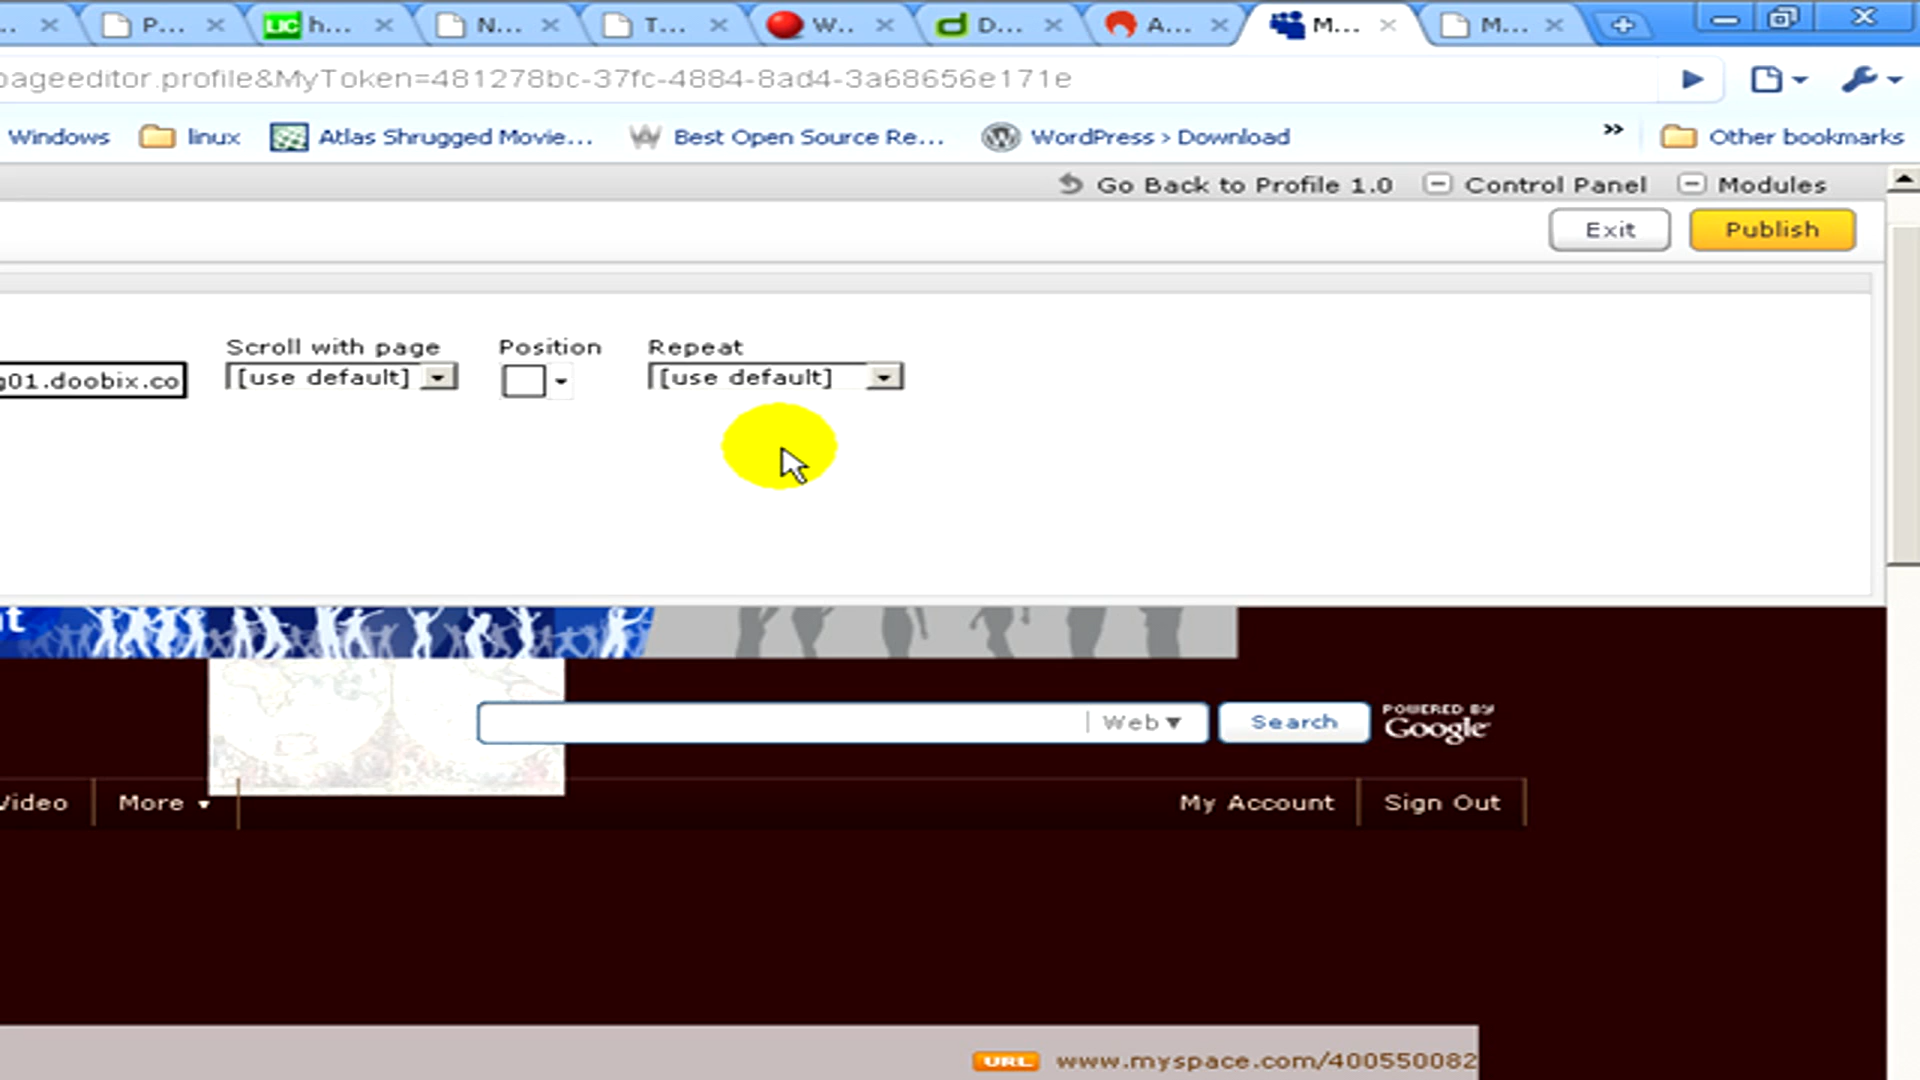 P... h... N... T... W.. D... A... M... M...
pageeditor.profile&MyToken=481278bc-37fc-4884-8ad4-3a68656e171e
Windows linux Atlas Shrugged Movie... Best Open Source Re... WordPress › Download » Other bookmarks
Go Back to Profile 1.0 Control Panel Modules
Exit Publish
Scroll with page Position Repeat
g01.doobix.co [use default] [use default]
t
Web▼ Search POWERED BY Google
Video More ▾ My Account Sign Out
URL www.myspace.com/400550082